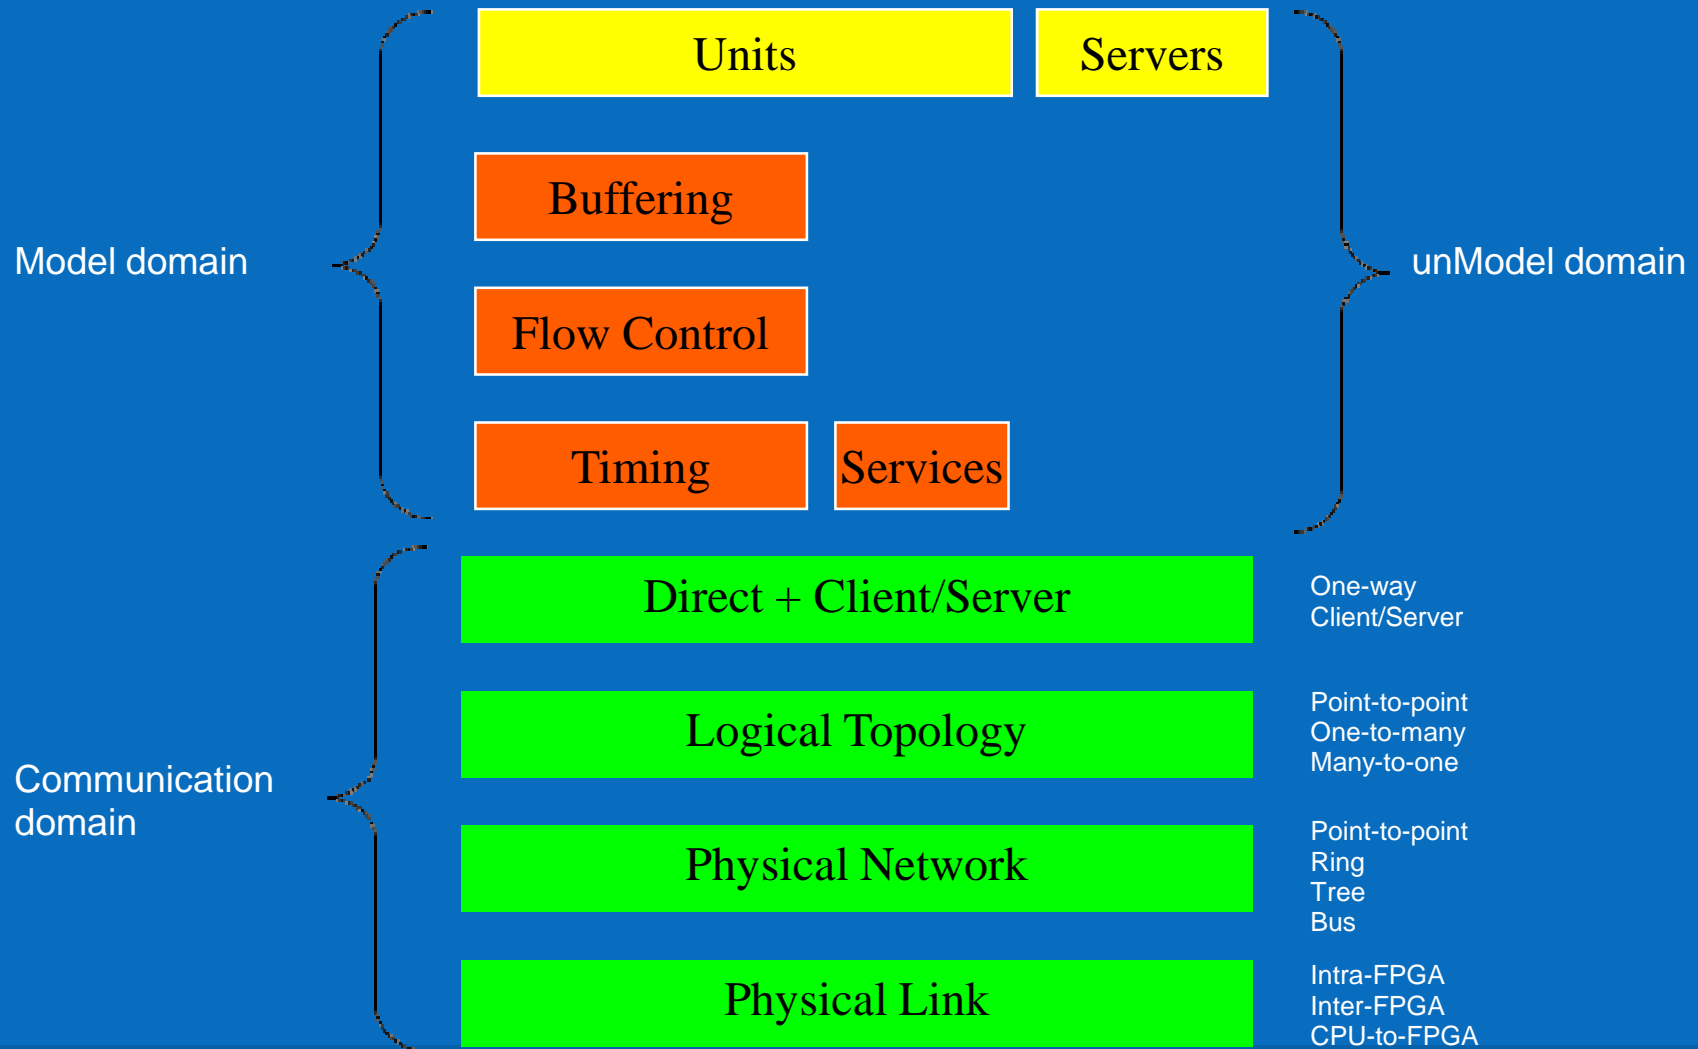 Units
Servers
Buffering
Model domain
unModel domain
Flow Control
Timing
Services
Direct + Client/Server
One-way
Client/Server
Logical Topology
Point-to-point
One-to-many
Many-to-one
Communication
domain
Physical Network
Point-to-point
Ring
Tree
Bus
Physical Link
Intra-FPGA
Inter-FPGA
CPU-to-FPGA